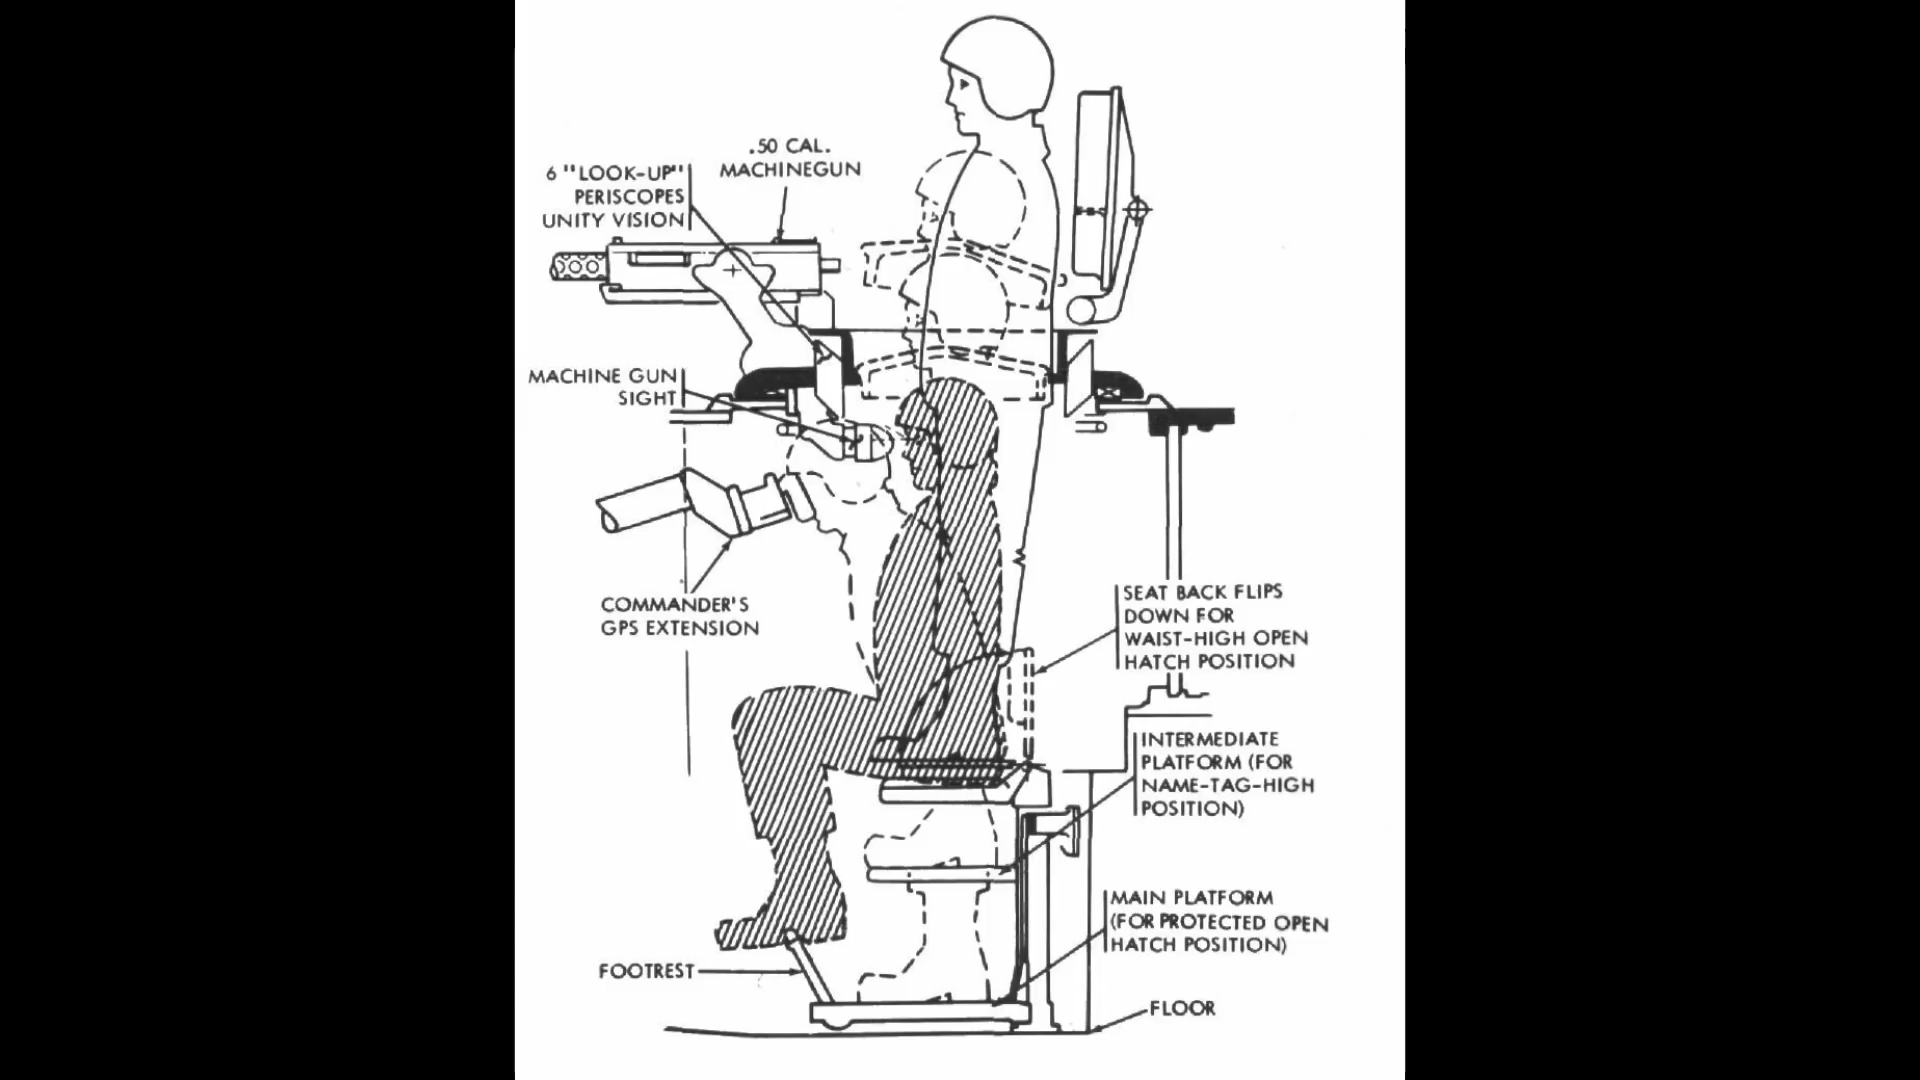 .50 CAL.
MACHINEGUN
6 "LOOK-UP"
PERISCOPES
UNITY VISION
MACHINE GUN
SIGHT
COMMANDER'S
GPS EXTENSION
SEAT BACK FLIPS
DOWN FOR
WAIST-HIGH OPEN
HATCH POSITION
INTERMEDIATE
PLATFORM (FOR
NAME-TAG-HIGH
POSITION)
MAIN PLATFORM
(FOR PROTECTED OPEN
HATCH POSITION)
FOOTREST
FLOOR